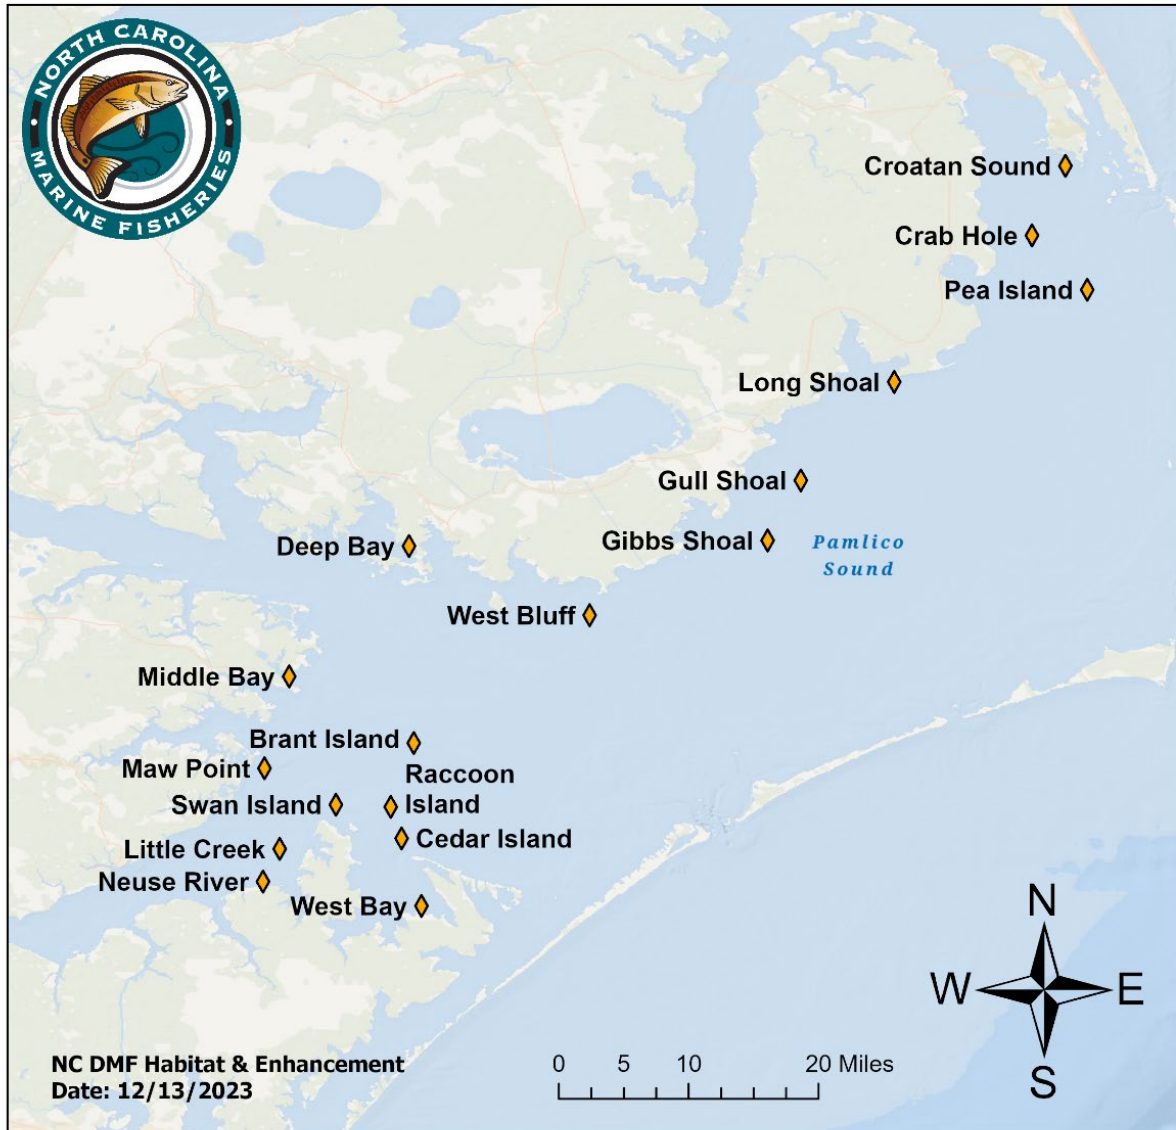 NORTH CAROLINA
MARINE FISHERIES
Croatan Sound
Crab Hole
Pea Island
Long Shoal
Gull Shoal
Gibbs Shoal
Pamlico
Sound
Deep Bay
West Bluff
Middle Bay
Brant Island
Maw Point
Raccoon
Island
Swan Island
Cedar Island
Little Creek
Neuse River
West Bay
N
W E
S
NC DMF Habitat & Enhancement
Date: 12/13/2023
0 5 10 20 Miles